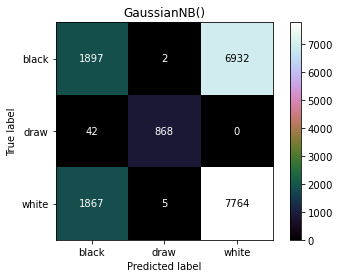 GaussianNB()
black 1897 2 6932
draw 42 868 0
white 1867 5 7764
black draw white
True label
Predicted label
7000
6000
5000
4000
3000
2000
1000
0